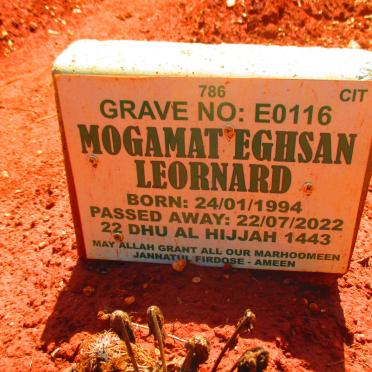 786 CIT
GRAVE NO: E0116
MOGAMAT EGHSAN
LEORNARD
BORN: 24/01/1994
PASSED AWAY: 22/07/2022
22 DHU AL HIJJAH 1443
MAY ALLAH GRANT ALL OUR MARHOOMEEN
JANNATUL FIRDOSE - AMEEN